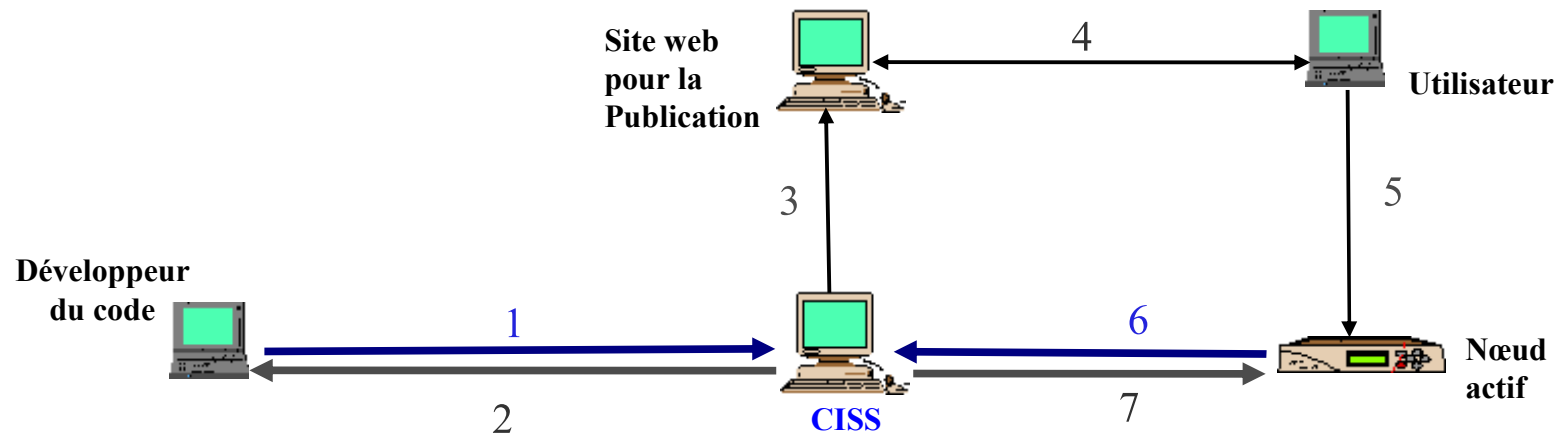 Site web
pour la
Publication
4
Utilisateur
3
5
Développeur
du code
1
2
CISS
6
7
Nœud
actif